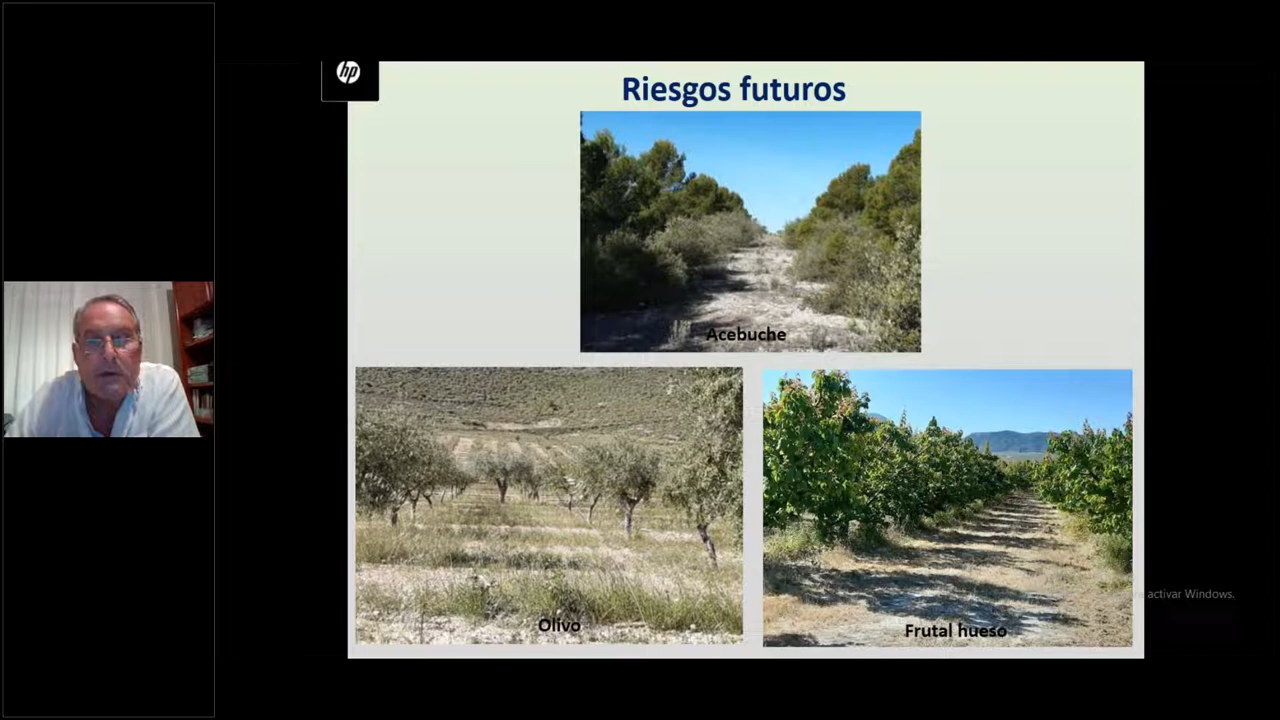 hp
Riesgos futuros
Acebuche
Olivo
Frutal hueso
activar Windows.